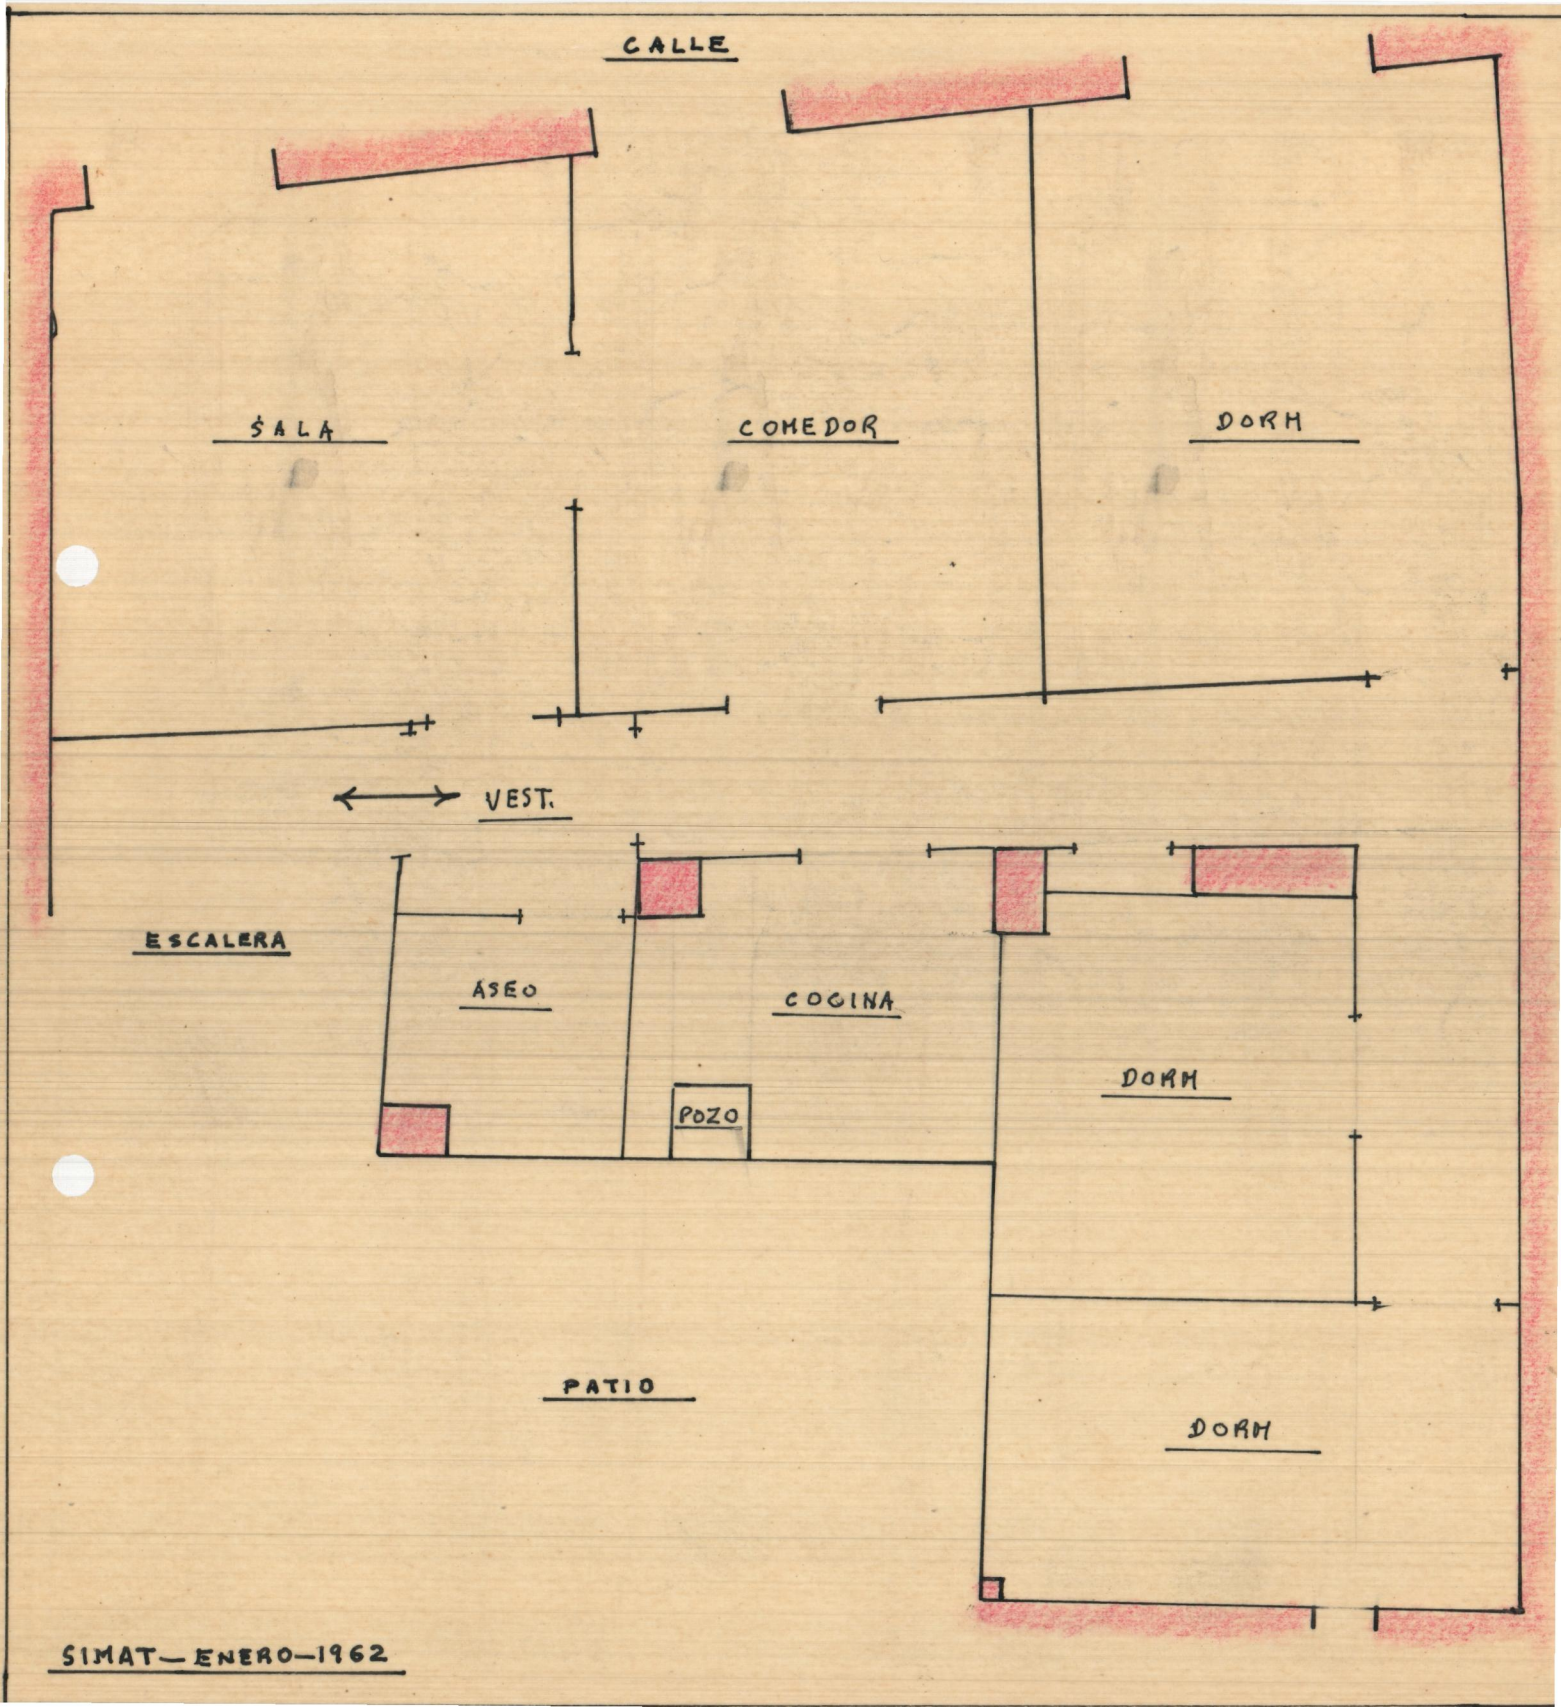 CALLE
SALA
COMEDOR
DORM
VEST.
ESCALERA
ASEO
COCINA
POZO
DORM
PATIO
DORM
SIMAT-ENERO-1962